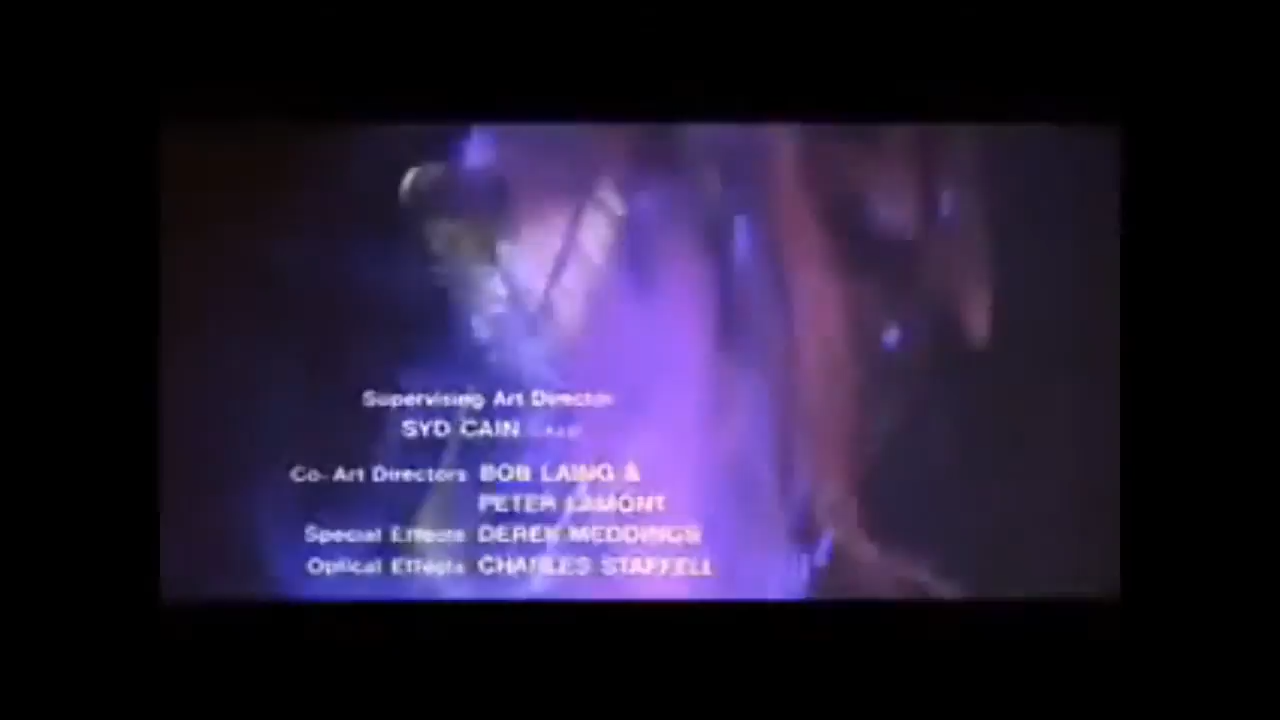 Supervising Art Director
SYD CAIN
Co-Art Directors BOB LAING &
PETER LAMONT
Special Effects DEREK MEDDINGS
Optical Effects CHARLES STAFFELL